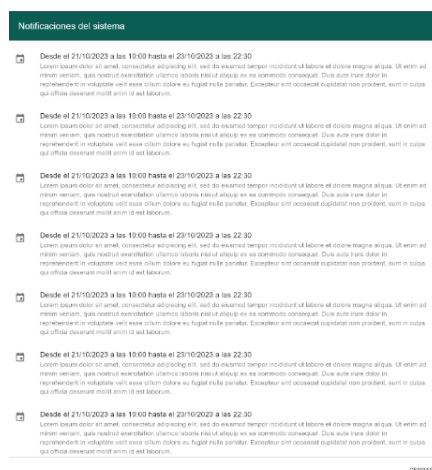 Notificaciones del sistema
Desde el 21/10/2023 a las 10:00 hasta el 23/10/2023 a las 22:30
Lorem ipsum dolor sit amet, consectetur adipiscing elit, sed do eiusmod tempor incididunt ut labore et dolore magna aliqua. Ut enim ad
minim veniam, quis nostrud exercitation ullamco laboris nisi ut aliquip ex ea commodo consequat. Duis aute irure dolor in
reprehenderit in voluptate velit esse cillum dolore eu fugiat nulla pariatur. Excepteur sint occaecat cupidatat non proident, sunt in culpa
qui officia deserunt mollit anim id est laborum.
Desde el 21/10/2023 a las 10:00 hasta el 23/10/2023 a las 22:30
Lorem ipsum dolor sit amet, consectetur adipiscing elit, sed do eiusmod tempor incididunt ut labore et dolore magna aliqua. Ut enim ad
minim veniam, quis nostrud exercitation ullamco laboris nisi ut aliquip ex ea commodo consequat. Duis aute irure dolor in
reprehenderit in voluptate velit esse cillum dolore eu fugiat nulla pariatur. Excepteur sint occaecat cupidatat non proident, sunt in culpa
qui officia deserunt mollit anim id est laborum.
Desde el 21/10/2023 a las 10:00 hasta el 23/10/2023 a las 22:30
Lorem ipsum dolor sit amet, consectetur adipiscing elit, sed do eiusmod tempor incididunt ut labore et dolore magna aliqua. Ut enim ad
minim veniam, quis nostrud exercitation ullamco laboris nisi ut aliquip ex ea commodo consequat. Duis aute irure dolor in
reprehenderit in voluptate velit esse cillum dolore eu fugiat nulla pariatur. Excepteur sint occaecat cupidatat non proident, sunt in culpa
qui officia deserunt mollit anim id est laborum.
Desde el 21/10/2023 a las 10:00 hasta el 23/10/2023 a las 22:30
Lorem ipsum dolor sit amet, consectetur adipiscing elit, sed do eiusmod tempor incididunt ut labore et dolore magna aliqua. Ut enim ad
minim veniam, quis nostrud exercitation ullamco laboris nisi ut aliquip ex ea commodo consequat. Duis aute irure dolor in
reprehenderit in voluptate velit esse cillum dolore eu fugiat nulla pariatur. Excepteur sint occaecat cupidatat non proident, sunt in culpa
qui officia deserunt mollit anim id est laborum.
Desde el 21/10/2023 a las 10:00 hasta el 23/10/2023 a las 22:30
Lorem ipsum dolor sit amet, consectetur adipiscing elit, sed do eiusmod tempor incididunt ut labore et dolore magna aliqua. Ut enim ad
minim veniam, quis nostrud exercitation ullamco laboris nisi ut aliquip ex ea commodo consequat. Duis aute irure dolor in
reprehenderit in voluptate velit esse cillum dolore eu fugiat nulla pariatur. Excepteur sint occaecat cupidatat non proident, sunt in culpa
qui officia deserunt mollit anim id est laborum.
Desde el 21/10/2023 a las 10:00 hasta el 23/10/2023 a las 22:30
Lorem ipsum dolor sit amet, consectetur adipiscing elit, sed do eiusmod tempor incididunt ut labore et dolore magna aliqua. Ut enim ad
minim veniam, quis nostrud exercitation ullamco laboris nisi ut aliquip ex ea commodo consequat. Duis aute irure dolor in
reprehenderit in voluptate velit esse cillum dolore eu fugiat nulla pariatur. Excepteur sint occaecat cupidatat non proident, sunt in culpa
qui officia deserunt mollit anim id est laborum.
Desde el 21/10/2023 a las 10:00 hasta el 23/10/2023 a las 22:30
Lorem ipsum dolor sit amet, consectetur adipiscing elit, sed do eiusmod tempor incididunt ut labore et dolore magna aliqua. Ut enim ad
minim veniam, quis nostrud exercitation ullamco laboris nisi ut aliquip ex ea commodo consequat. Duis aute irure dolor in
reprehenderit in voluptate velit esse cillum dolore eu fugiat nulla pariatur. Excepteur sint occaecat cupidatat non proident, sunt in culpa
qui officia deserunt mollit anim id est laborum.